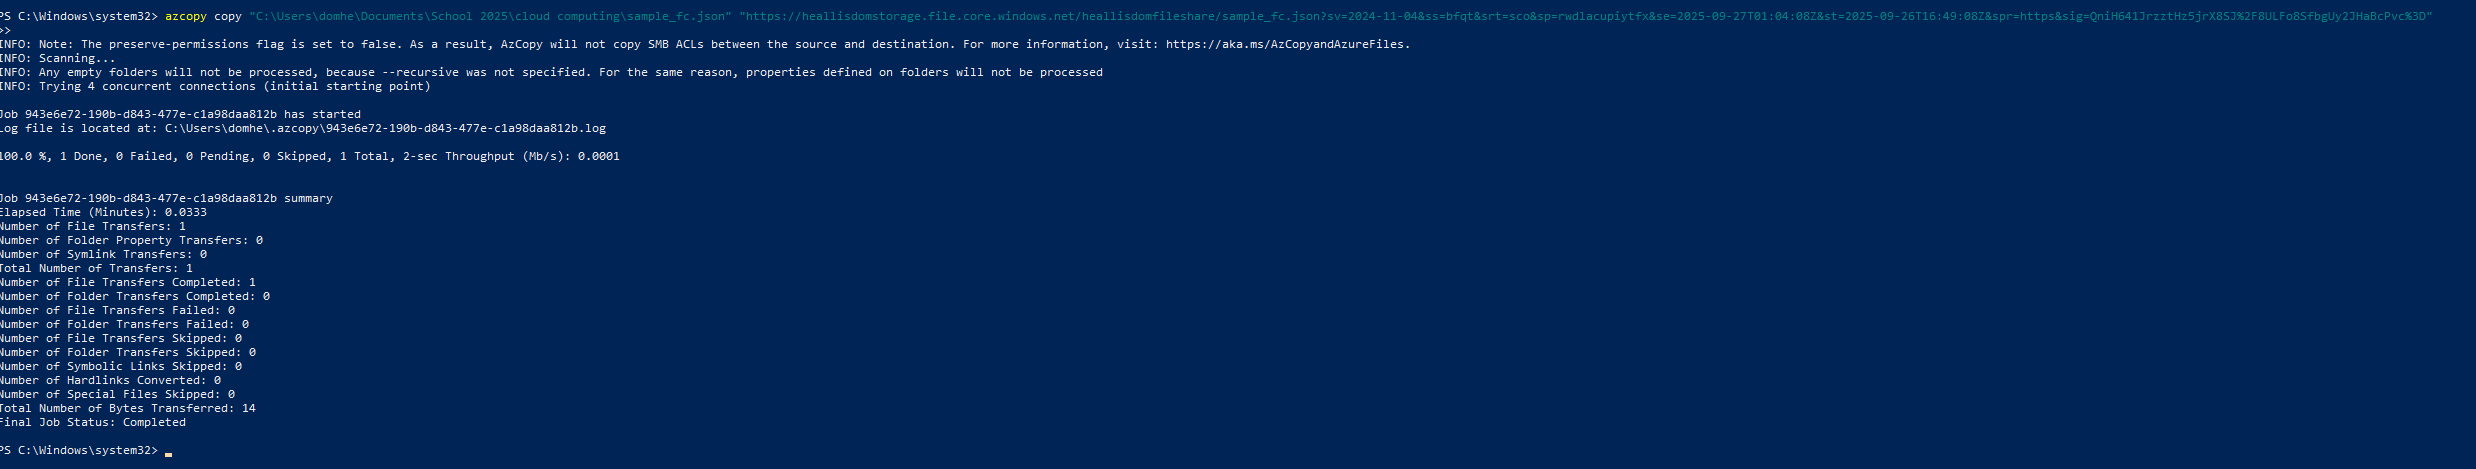 PS C:\Windows\system32> azcopy copy "C:\Users\domhe\Documents\School 2025\cloud computing\sample_fc.json" "https://heallisdomstorage.file.core.windows.net/heallisdomfileshare/sample_fc.json?sv=2024-11-04&ss=bfqt&srt=sco&sp=rwdlacupiytfx&se=2025-09-27T01:04:08Z&st=2025-09-26T16:49:08Z&spr=https&sig=QniH641JrzztHz5jrX8SJ%2F8ULFo8SfbgUy2JHaBcPvc%3D"
>>
INFO: Note: The preserve-permissions flag is set to false. As a result, AzCopy will not copy SMB ACLs between the source and destination. For more information, visit: https://aka.ms/AzCopyandAzureFiles.
INFO: Scanning...
INFO: Any empty folders will not be processed, because --recursive was not specified. For the same reason, properties defined on folders will not be processed
INFO: Trying 4 concurrent connections (initial starting point)
Job 943e6e72-190b-d843-477e-c1a98daa812b has started
Log file is located at: C:\Users\domhe\.azcopy\943e6e72-190b-d843-477e-c1a98daa812b.log
100.0 %, 1 Done, 0 Failed, 0 Pending, 0 Skipped, 1 Total, 2-sec Throughput (Mb/s): 0.0001
Job 943e6e72-190b-d843-477e-c1a98daa812b summary
Elapsed Time (Minutes): 0.0333
Number of File Transfers: 1
Number of Folder Property Transfers: 0
Number of Symlink Transfers: 0
Total Number of Transfers: 1
Number of File Transfers Completed: 1
Number of Folder Transfers Completed: 0
Number of File Transfers Failed: 0
Number of Folder Transfers Failed: 0
Number of File Transfers Skipped: 0
Number of Folder Transfers Skipped: 0
Number of Symbolic Links Skipped: 0
Number of Hardlinks Converted: 0
Number of Special Files Skipped: 0
Total Number of Bytes Transferred: 14
Final Job Status: Completed
PS C:\Windows\system32>